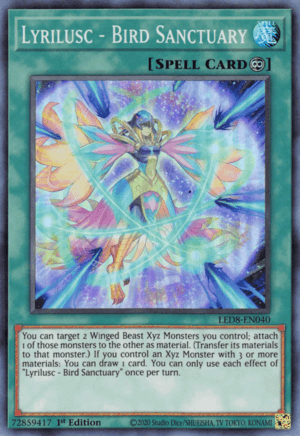 LYRILUSC - BIRD SANCTUARY
[SPELL CARD]
LED8-EN040
You can target 2 Winged Beast Xyz Monsters you control; attach
1 of those monsters to the other as material. (Transfer its materials
to that monster.) If you control an Xyz Monster with 3 or more
materials: You can draw 1 card. You can only use each effect of
"Lyrilusc - Bird Sanctuary" once per turn.
72859417 1st Edition ©2020 Studio Dice/SHUEISHA, TV TOKYO, KONAMI